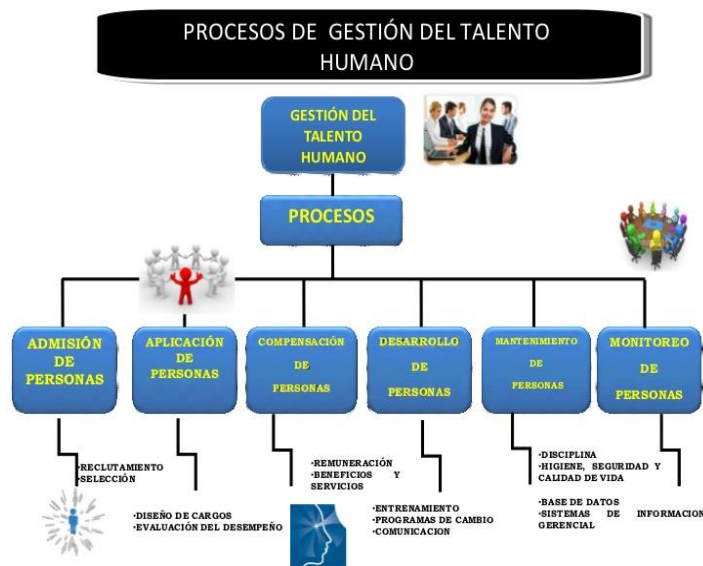 PROCESOS DE GESTIÓN DEL TALENTO
HUMANO
GESTIÓN DEL
TALENTO
HUMANO
PROCESOS
ADMISIÓN
DE
PERSONAS
APLICACIÓN
DE
PERSONAS
COMPENSACIÓN
DE
PERSONAS
DESARROLLO
DE
PERSONAS
MANTENIMIENTO
DE
PERSONAS
MONITOREO
DE
PERSONAS
•RECLUTAMIENTO
•SELECCIÓN
•DISEÑO DE CARGOS
•EVALUACIÓN DEL DESEMPEÑO
•REMUNERACIÓN
•BENEFICIOS Y
SERVICIOS
•ENTRENAMIENTO
•PROGRAMAS DE CAMBIO
•COMUNICACION
•DISCIPLINA
•HIGIENE, SEGURIDAD Y
CALIDAD DE VIDA
•BASE DE DATOS
•SISTEMAS DE INFORMACION
GERENCIAL